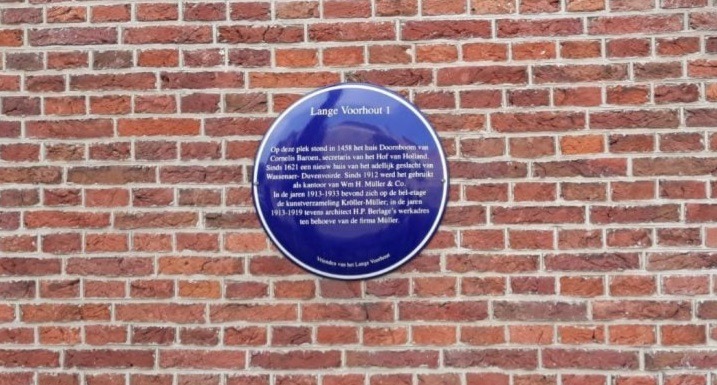 Lange Voorhout 1
Op deze plek stond in 1458 het huis Doornboom van
Cornelis Baroen, secretaris van het Hof van Holland.
Sinds 1621 een nieuw huis van het adellijk geslacht van
Wassenaer- Duvenvoorde. Sinds 1912 werd het gebruikt
als kantoor van Wm H. Müller & Co.
In de jaren 1913-1933 bevond zich op de bel-etage
de kunstverzameling Kröller-Müller; in de jaren
1913-1919 tevens architect H.P. Berlage's werkadres
ten behoeve van de firma Müller.
Vrienden van het Lange Voorhout